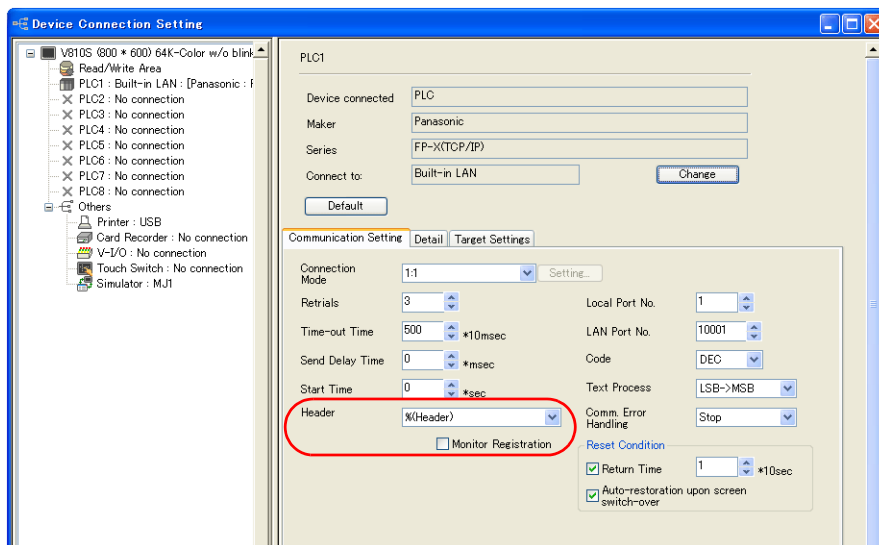 Device Connection Setting
V810S (800 * 600) 64K-Color w/o blink
Read/Write Area
PLC1 : Built-in LAN : [Panasonic : F
PLC2 : No connection
PLC3 : No connection
PLC4 : No connection
PLC5 : No connection
PLC6 : No connection
PLC7 : No connection
PLC8 : No connection
Others
Printer : USB
Card Recorder : No connection
V-I/O : No connection
Touch Switch : No connection
Simulator : MJ1
PLC1
Device connected PLC
Maker Panasonic
Series FP-X(TCP/IP)
Connect to: Built-in LAN Change
Default
Communication Setting Detail Target Settings
Connection
Mode 1:1 Setting...
Retrials 3 Local Port No. 1
Time-out Time 500 *10msec LAN Port No. 10001
Send Delay Time 0 *msec Code DEC
Start Time 0 *sec Text Process LSB->MSB
Header %(Header) Comm. Error
Handling Stop
Monitor Registration
Reset Condition
Return Time 1 *10sec
Auto-restoration upon screen
switch-over